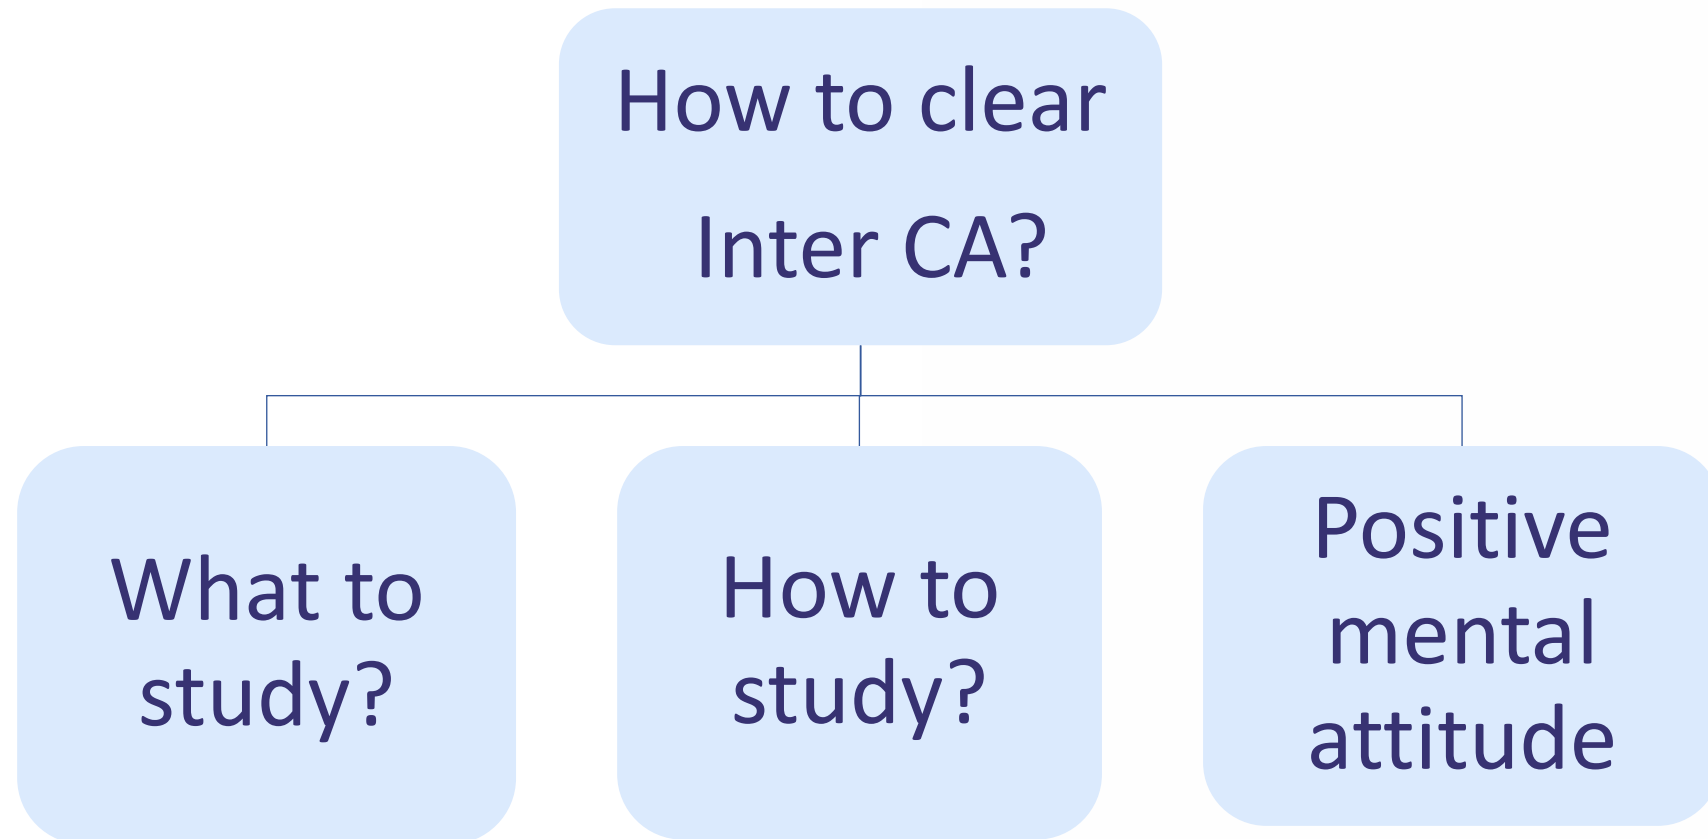 How to clear
Inter CA?
What to
study?
How to
study?
Positive
mental
attitude